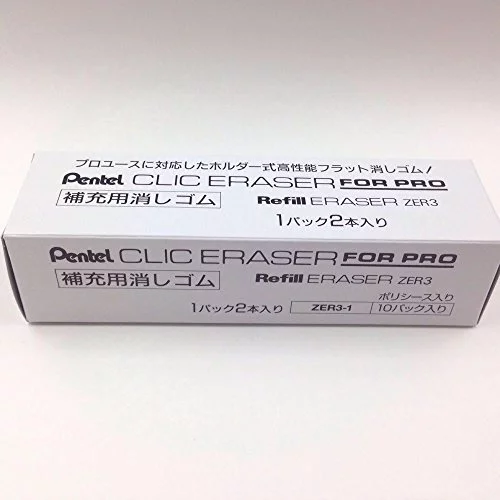 プロユースに対応したホルダー式高性能フラット消しゴム!
Pentel CLIC ERASER FOR PRO
補充用消しゴム Refill ERASER ZER3
1パック2本入り
Pentel CLIC ERASER FOR PRO
補充用消しゴム Refill ERASER ZER3
ポリシース入り
1パック2本入り ZER3-1 10パック入り